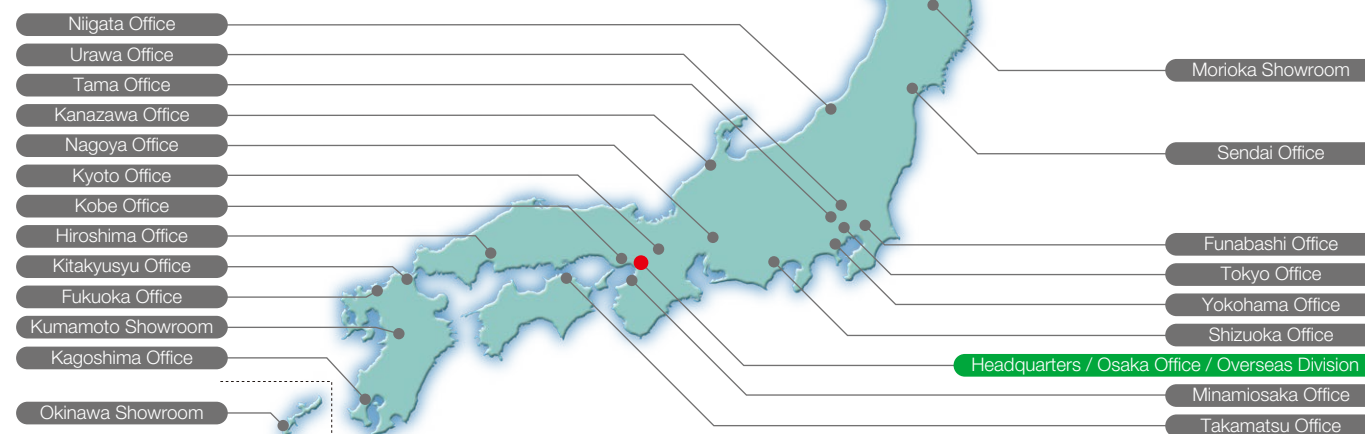 Niigata Office
Urawa Office
Tama Office
Kanazawa Office
Nagoya Office
Kyoto Office
Kobe Office
Hiroshima Office
Kitakyusyu Office
Fukuoka Office
Kumamoto Showroom
Kagoshima Office
Okinawa Showroom
Morioka Showroom
Sendai Office
Funabashi Office
Tokyo Office
Yokohama Office
Shizuoka Office
Headquarters / Osaka Office / Overseas Division
Minamiosaka Office
Takamatsu Office